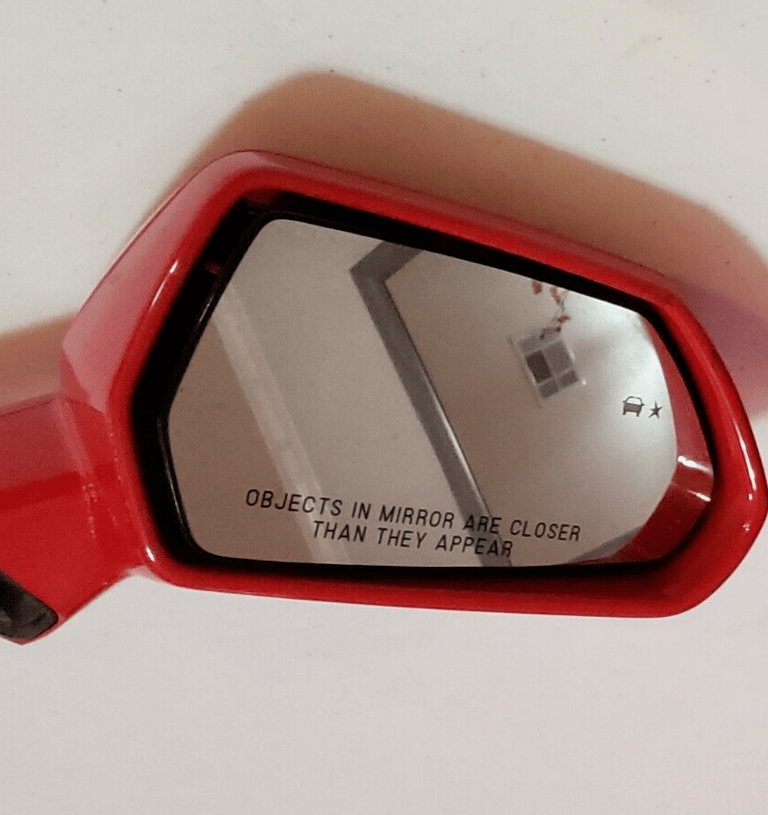 OBJECTS IN MIRROR ARE CLOSER
THAN THEY APPEAR